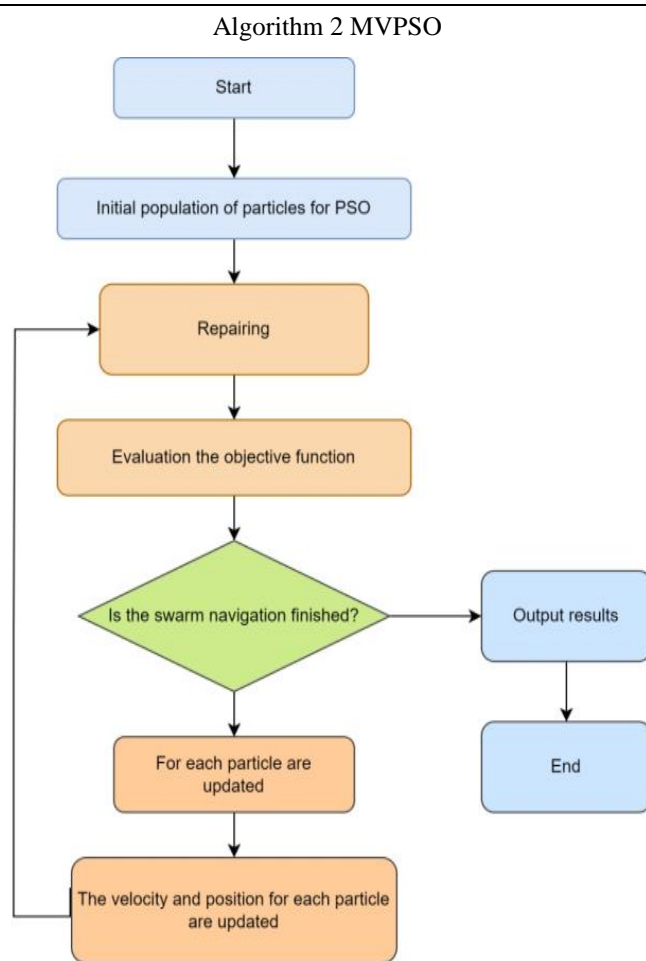 Algorithm 2 MVPSO
Start
Initial population of particles for PSO
Repairing
Evaluation the objective function
Is the swarm navigation finished?
Output results
For each particle are
updated
End
The velocity and position for each particle
are updated